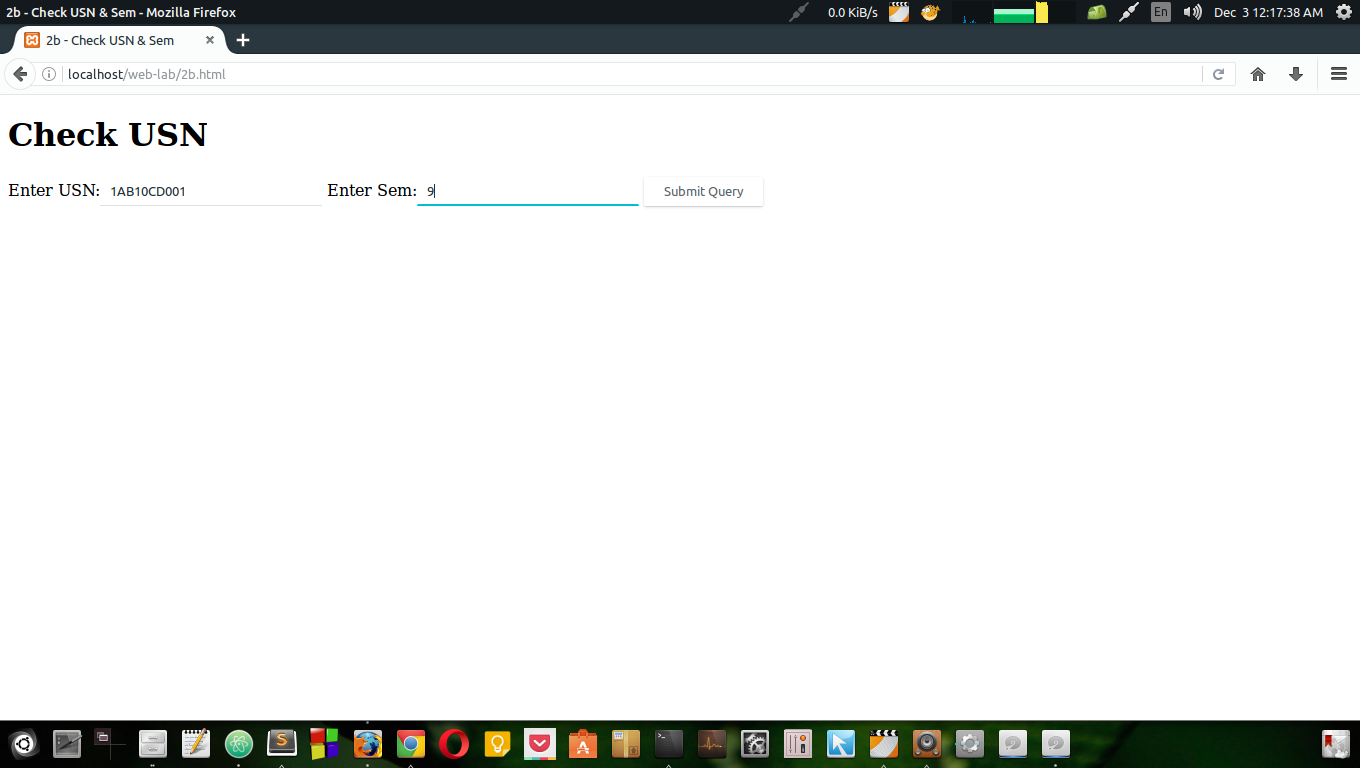 2b - Check USN & Sem - Mozilla Firefox
0.0 KiB/s En Dec 3 12:17:38 AM
2b - Check USN & Sem × +
localhost/web-lab/2b.html
Check USN
Enter USN: 1AB10CD001 Enter Sem: 9 Submit Query